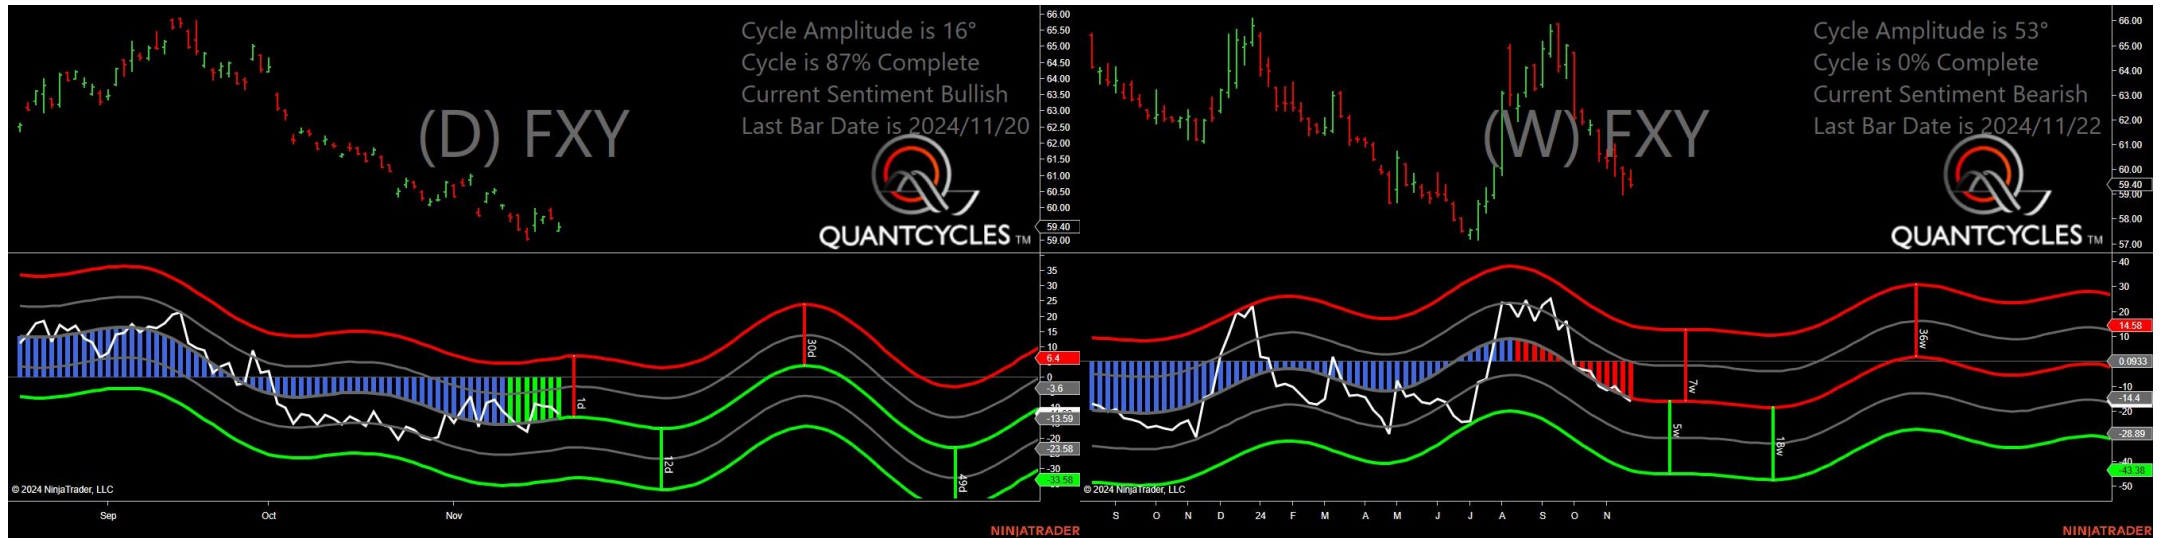 Cycle Amplitude is 16°
Cycle is 87% Complete
Current Sentiment Bullish
Last Bar Date is 2024/11/20
(D) FXY
QUANTCYCLES TM
66.00
65.50
65.00
64.50
64.00
63.50
63.00
62.50
62.00
61.50
61.00
60.50
60.00
59.40
59.00
35
30
25
20
15
10
6.4
0
-3.6
-13.59
-20
-23.58
-30
-33.58
1d
12d
30d
49d
© 2024 NinjaTrader, LLC
Sep Oct Nov
NINJATRADER
Cycle Amplitude is 53°
Cycle is 0% Complete
Current Sentiment Bearish
Last Bar Date is 2024/11/22
(W) FXY
QUANTCYCLES TM
66.00
65.00
64.00
63.00
62.00
61.00
60.00
59.40
59.00
58.00
57.00
40
30
14.58
10
0.0933
-10
-14.4
-20
-28.89
-40
-43.38
-50
7w
5w
18w
36w
© 2024 NinjaTrader, LLC
S O N D 24 F M A M J J A S O N
NINJATRADER